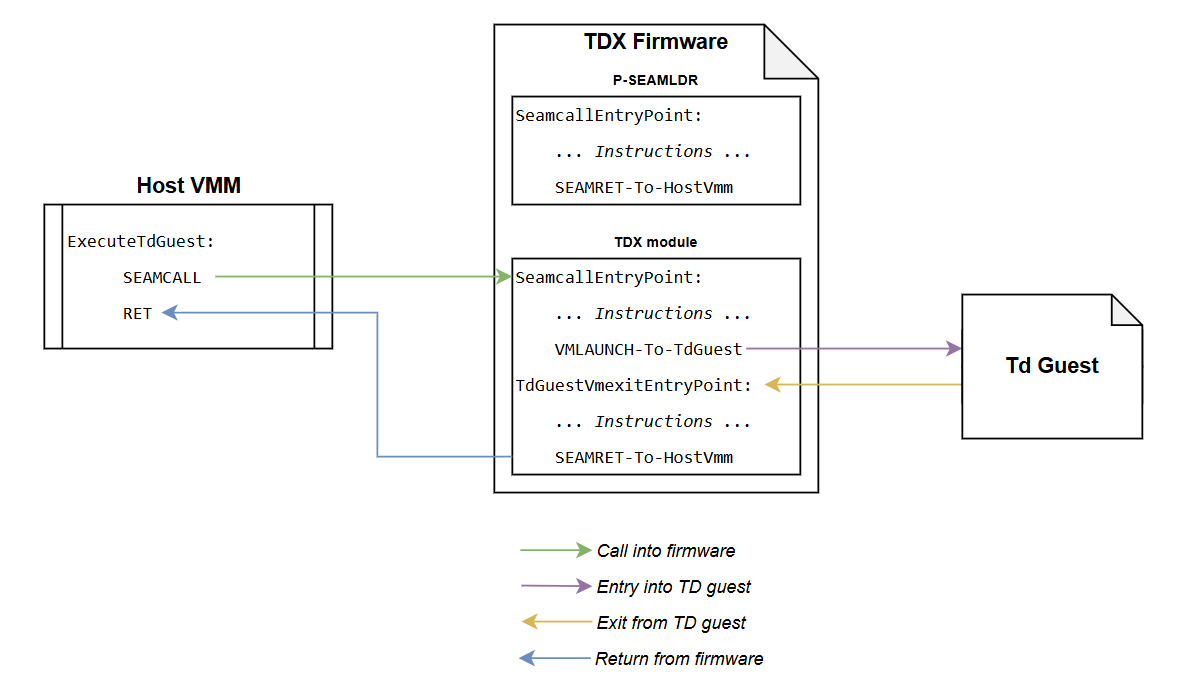 TDX Firmware
P-SEAMLDR
SeamcallEntryPoint:
... Instructions ...
SEAMRET-To-HostVmm
Host VMM
ExecuteTdGuest:
SEAMCALL
RET
TDX module
SeamcallEntryPoint:
... Instructions ...
VMLAUNCH-To-TdGuest
TdGuestVmexitEntryPoint:
... Instructions ...
SEAMRET-To-HostVmm
Td Guest
Call into firmware
Entry into TD guest
Exit from TD guest
Return from firmware